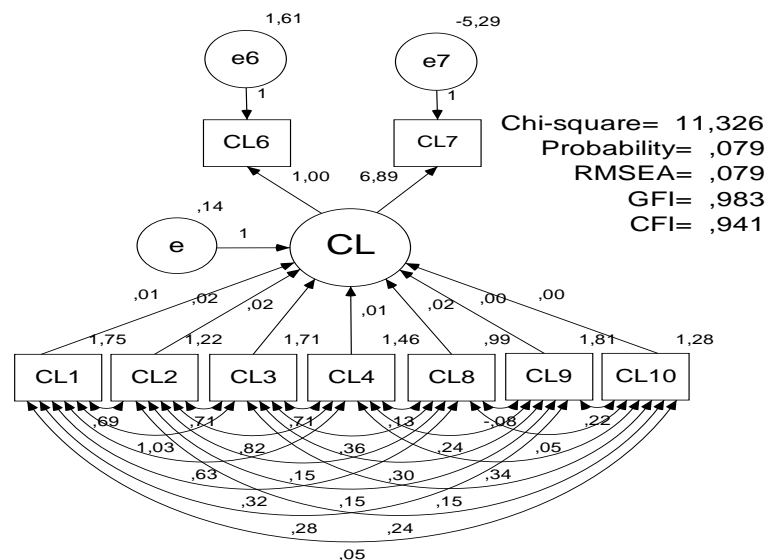 1,61
-5,29
e6
e7
1
1
CL6
CL7
Chi-square= 11,326
Probability= ,079
RMSEA= ,079
GFI= ,983
CFI= ,941
1,00
6,89
,14
e
1
CL
,01
,02
,02
,01
,02
,00
,00
1,75
1,22
1,71
1,46
,99
1,81
1,28
CL1
CL2
CL3
CL4
CL8
CL9
CL10
,69
,71
,71
,13
-,08
,22
1,03
,82
,36
,24
,05
,63
,15
,30
,34
,32
,15
,15
,28
,24
,05